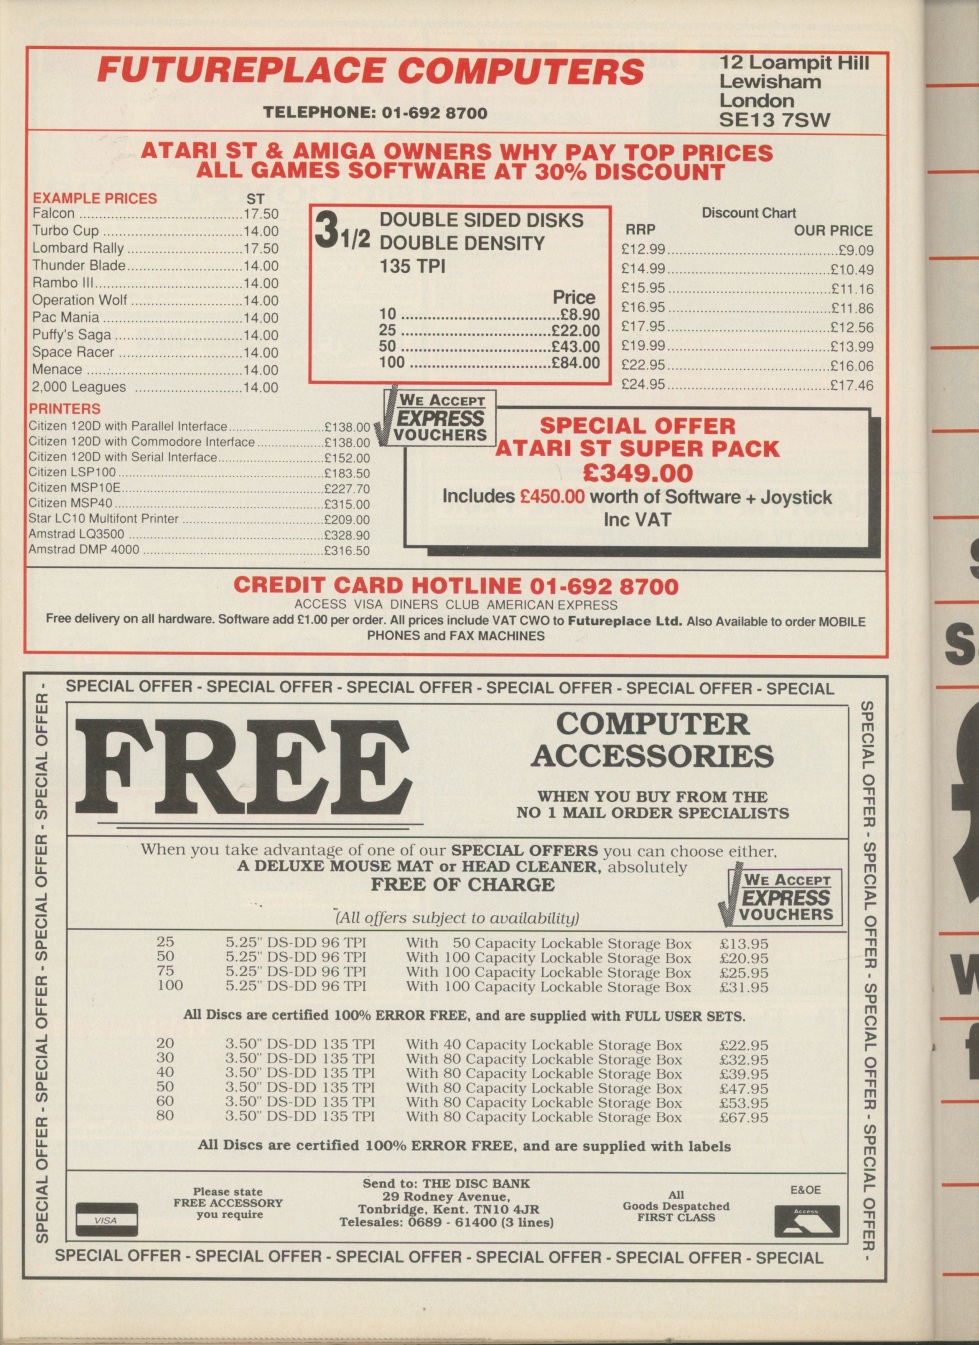 FUTUREPLACE COMPUTERS
TELEPHONE: 01-692 8700
12 Loampit Hill
Lewisham
London
SE13 7SW
ATARI ST & AMIGA OWNERS WHY PAY TOP PRICES
ALL GAMES SOFTWARE AT 30% DISCOUNT
EXAMPLE PRICES ST
Falcon ........................................17.50
Turbo Cup ..................................14.00
Lombard Rally ............................17.50
Thunder Blade............................14.00
Rambo III....................................14.00
Operation Wolf ...........................14.00
Pac Mania ..................................14.00
Puffy's Saga ...............................14.00
Space Racer ..............................14.00
Menace ......................................14.00
2,000 Leagues ..........................14.00
PRINTERS
Citizen 120D with Parallel Interface........................£138.00
Citizen 120D with Commodore Interface.................£138.00
Citizen 120D with Serial Interface...........................£152.00
Citizen LSP100....................................................£183.50
Citizen MSP10E...................................................£227.70
Citizen MSP40.....................................................£315.00
Star LC10 Multifont Printer ....................................£209.00
Amstrad LQ3500 .................................................£328.90
Amstrad DMP 4000 ..............................................£316.50
3 1/2 DOUBLE SIDED DISKS
DOUBLE DENSITY
135 TPI
Price
10 ................................£8.90
25 ...............................£22.00
50 ...............................£43.00
100 .............................£84.00
Discount Chart
RRP OUR PRICE
£12.99.........................................£9.09
£14.99.......................................£10.49
£15.95.......................................£11.16
£16.95.......................................£11.86
£17.95.......................................£12.56
£19.99.......................................£13.99
£22.95.......................................£16.06
£24.95.......................................£17.46
WE ACCEPT
EXPRESS
VOUCHERS
SPECIAL OFFER
ATARI ST SUPER PACK
£349.00
Includes £450.00 worth of Software + Joystick
Inc VAT
CREDIT CARD HOTLINE 01-692 8700
ACCESS VISA DINERS CLUB AMERICAN EXPRESS
Free delivery on all hardware. Software add £1.00 per order. All prices include VAT CWO to Futureplace Ltd. Also Available to order MOBILE
PHONES and FAX MACHINES
SPECIAL OFFER - SPECIAL OFFER - SPECIAL OFFER - SPECIAL OFFER - SPECIAL OFFER - SPECIAL
SPECIAL OFFER - SPECIAL OFFER - SPECIAL OFFER - SPECIAL OFFER -
FREE
COMPUTER
ACCESSORIES
WHEN YOU BUY FROM THE
NO 1 MAIL ORDER SPECIALISTS
When you take advantage of one of our SPECIAL OFFERS you can choose either,
A DELUXE MOUSE MAT or HEAD CLEANER, absolutely
FREE OF CHARGE
(All offers subject to availability)
WE ACCEPT
EXPRESS
VOUCHERS
25 5.25" DS-DD 96 TPI With 50 Capacity Lockable Storage Box £13.95
50 5.25" DS-DD 96 TPI With 100 Capacity Lockable Storage Box £20.95
75 5.25" DS-DD 96 TPI With 100 Capacity Lockable Storage Box £25.95
100 5.25" DS-DD 96 TPI With 100 Capacity Lockable Storage Box £31.95
All Discs are certified 100% ERROR FREE, and are supplied with FULL USER SETS.
20 3.50" DS-DD 135 TPI With 40 Capacity Lockable Storage Box £22.95
30 3.50" DS-DD 135 TPI With 80 Capacity Lockable Storage Box £32.95
40 3.50" DS-DD 135 TPI With 80 Capacity Lockable Storage Box £39.95
50 3.50" DS-DD 135 TPI With 80 Capacity Lockable Storage Box £47.95
60 3.50" DS-DD 135 TPI With 80 Capacity Lockable Storage Box £53.95
80 3.50" DS-DD 135 TPI With 80 Capacity Lockable Storage Box £67.95
All Discs are certified 100% ERROR FREE, and are supplied with labels
VISA
Please state
FREE ACCESSORY
you require
Send to: THE DISC BANK
29 Rodney Avenue,
Tonbridge, Kent. TN10 4JR
Telesales: 0689 - 61400 (3 lines)
All
Goods Despatched
FIRST CLASS
E&OE
Access
SPECIAL OFFER - SPECIAL OFFER - SPECIAL OFFER - SPECIAL OFFER -
SPECIAL OFFER - SPECIAL OFFER - SPECIAL OFFER - SPECIAL OFFER - SPECIAL OFFER - SPECIAL